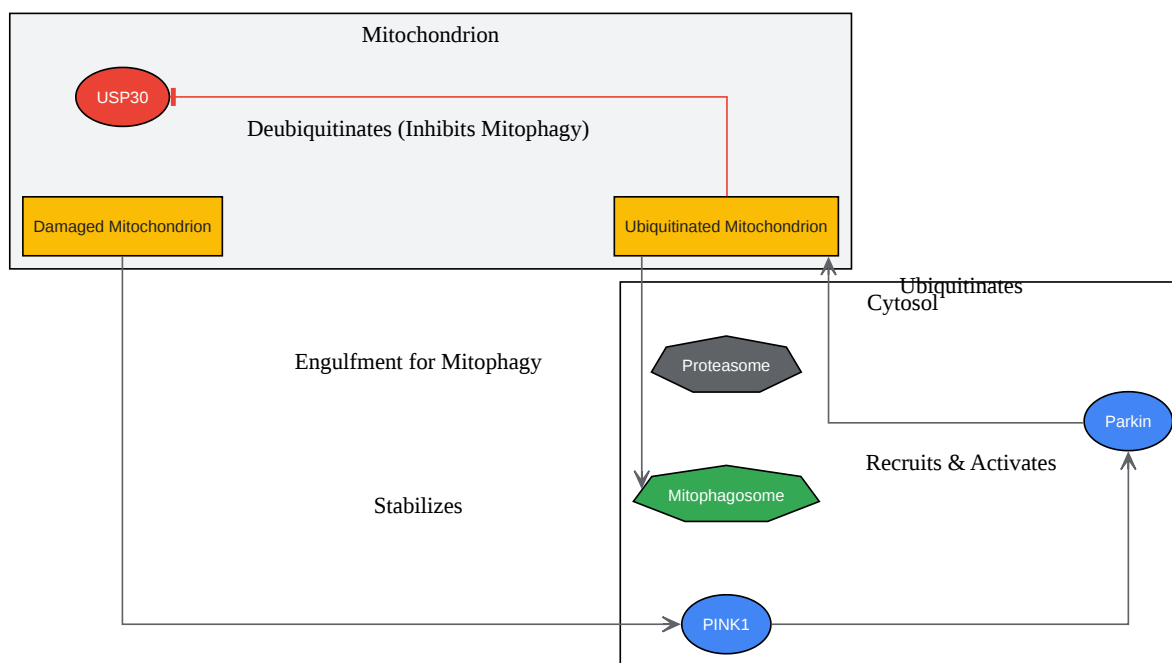 Mitochondrion
USP30
Deubiquitinates (Inhibits Mitophagy)
Damaged Mitochondrion
Ubiquitinated Mitochondrion
Ubiquitinates
Cytosol
Engulfment for Mitophagy
Proteasome
Parkin
Recruits & Activates
Mitophagosome
Stabilizes
PINK1